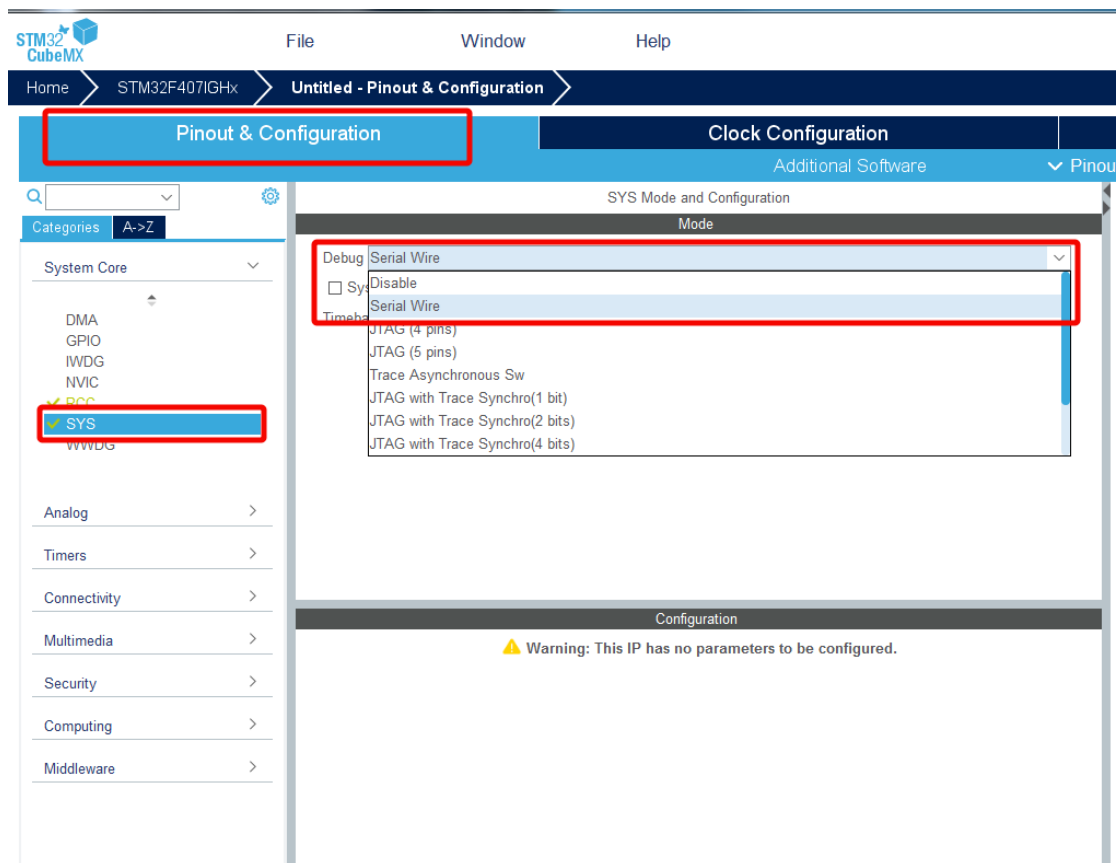 STM32
CubeMX
File Window Help
Home STM32F407IGHx Untitled - Pinout & Configuration
Pinout & Configuration Clock Configuration
Additional Software Pinou
SYS Mode and Configuration
Categories A->Z
Mode
System Core
Debug Serial Wire
Sys
Disable
Serial Wire
Timeba
JTAG (4 pins)
JTAG (5 pins)
Trace Asynchronous Sw
JTAG with Trace Synchro(1 bit)
JTAG with Trace Synchro(2 bits)
JTAG with Trace Synchro(4 bits)
DMA
GPIO
IWDG
NVIC
RCC
SYS
WWDG
Analog
Timers
Connectivity
Multimedia
Security
Computing
Middleware
Configuration
Warning: This IP has no parameters to be configured.